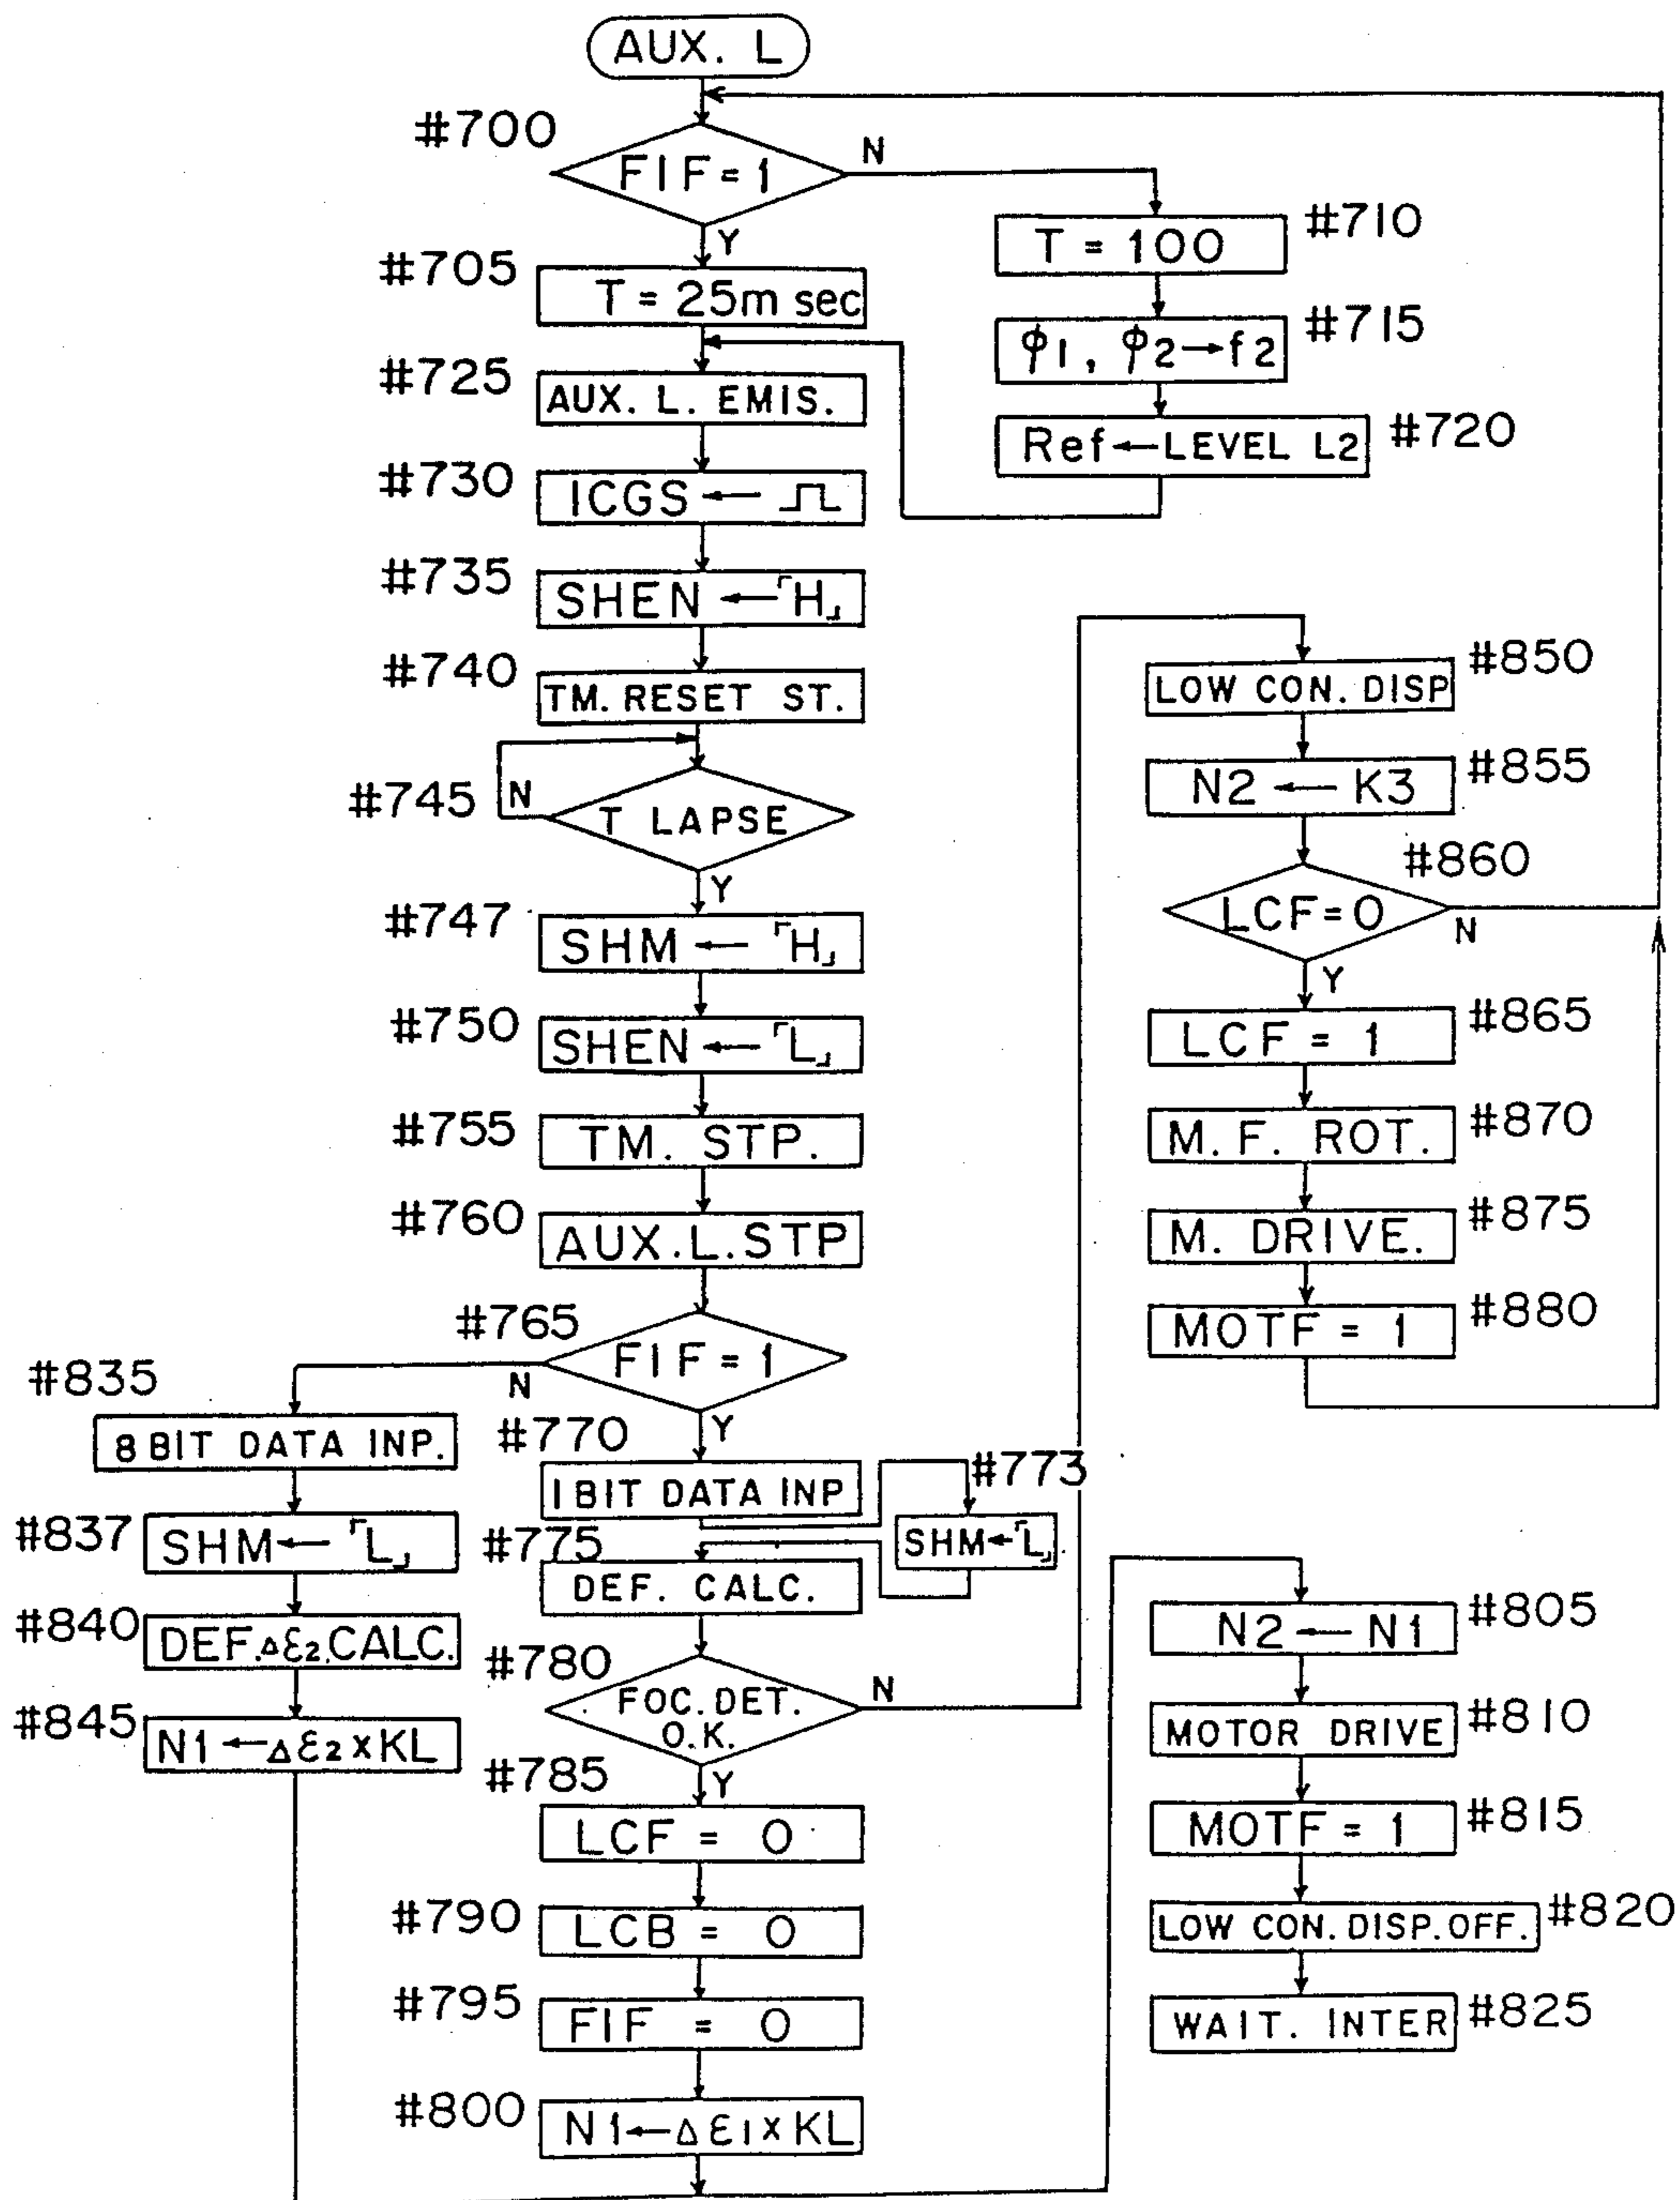 AUX. L
#700
FIF = 1
N
Y
#705
T = 25m sec
#710
T = 100
#715
φ1, φ2→f2
#720
Ref←LEVEL L2
#725
AUX. L. EMIS.
#730
ICGS ←
#735
SHEN ←「H」
#740
TM. RESET ST.
#745
N
T LAPSE
Y
#747
SHM ← 「H」
#750
SHEN ← 「L」
#755
TM. STP.
#760
AUX.L.STP
#765
FIF = 1
N
Y
#835
8 BIT DATA INP.
#837
SHM← 「L」
#840
DEF.Δε2.CALC.
#845
N1 ←Δε2 x KL
#770
1 BIT DATA INP
#773
SHM←「L」
#775
DEF. CALC.
#780
FOC. DET.
O.K.
N
Y
#785
LCF = 0
#790
LCB = 0
#795
FIF = 0
#800
N1←Δε1 x KL
#850
LOW CON. DISP
#855
N2 ← K3
#860
LCF=0
N
Y
#865
LCF = 1
#870
M. F. ROT.
#875
M. DRIVE.
#880
MOTF = 1
#805
N2 ← N1
#810
MOTOR DRIVE
#815
MOTF = 1
#820
LOW CON. DISP. OFF.
#825
WAIT. INTER